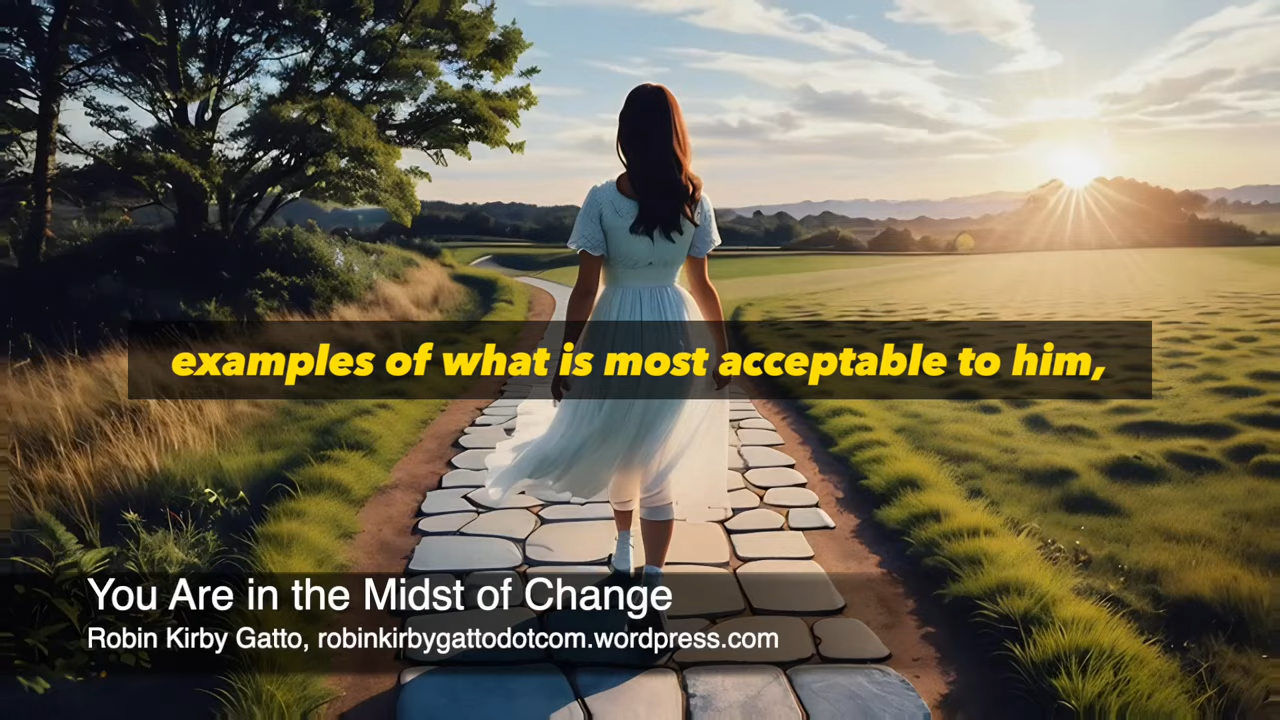 examples of what is most acceptable to him,
You Are in the Midst of Change
Robin Kirby Gatto, robinkirbygattodotcom.wordpress.com